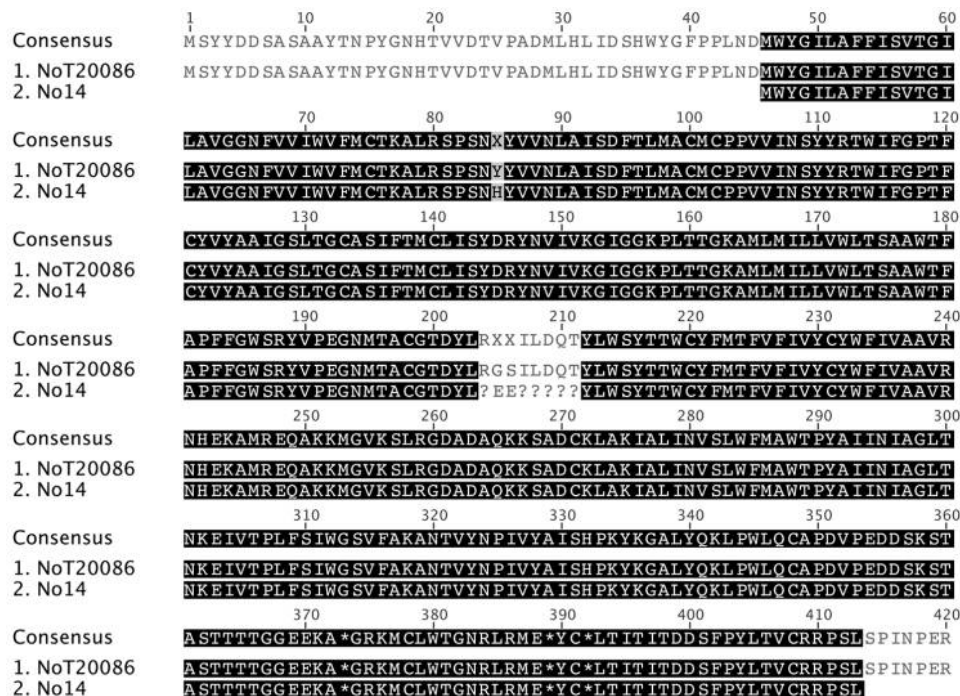 1 10 20 30 40 50 60
Consensus MSYYDDSASAAYTNPYGNHTVVDTVPADMLHLIDSHWYGFPPLNDMWYGILAFFISVTGI
1. NoT20086 MSYYDDSASAAYTNPYGNHTVVDTVPADMLHLIDSHWYGFPPLNDMWYGILAFFISVTGI
2. No14 MWYGILAFFISVTGI
70 80 90 100 110 120
Consensus LAVGGNFVVIWVFMCTKALRSPSNXYVVNLAISDFTLMACMCPPVVINSYYRTWIFGPTF
1. NoT20086 LAVGGNFVVIWVFMCTKALRSPSNYYVVNLAISDFTLMACMCPPVVINSYYRTWIFGPTF
2. No14 LAVGGNFVVIWVFMCTKALRSPSNHYVVNLAISDFTLMACMCPPVVINSYYRTWIFGPTF
130 140 150 160 170 180
Consensus CYVYAAIGSLTGCASIFTMCLISYDRYNVIVKGIGGKPLTTGKAMLMILLVWLTSAAWTF
1. NoT20086 CYVYAAIGSLTGCASIFTMCLISYDRYNVIVKGIGGKPLTTGKAMLMILLVWLTSAAWTF
2. No14 CYVYAAIGSLTGCASIFTMCLISYDRYNVIVKGIGGKPLTTGKAMLMILLVWLTSAAWTF
190 200 210 220 230 240
Consensus APFFGWSRYVPEGNMTACGTDYLRXXILDQTYLWSYTTWCYFMTFVFIVYCYWFIVAAVR
1. NoT20086 APFFGWSRYVPEGNMTACGTDYLRGSILDQTYLWSYTTWCYFMTFVFIVYCYWFIVAAVR
2. No14 APFFGWSRYVPEGNMTACGTDYL?EE?????YLWSYTTWCYFMTFVFIVYCYWFIVAAVR
250 260 270 280 290 300
Consensus NHEKAMREQAKKMGVKSLRGDADAQKKSADCKLAKIALINVSLWFMAWTPYAIINIAGLT
1. NoT20086 NHEKAMREQAKKMGVKSLRGDADAQKKSADCKLAKIALINVSLWFMAWTPYAIINIAGLT
2. No14 NHEKAMREQAKKMGVKSLRGDADAQKKSADCKLAKIALINVSLWFMAWTPYAIINIAGLT
310 320 330 340 350 360
Consensus NKEIVTPLFSIWGSVFAKANTVYNPIVYAISHPKYKGALYQKLPWLQCAPDVPEDDSKST
1. NoT20086 NKEIVTPLFSIWGSVFAKANTVYNPIVYAISHPKYKGALYQKLPWLQCAPDVPEDDSKST
2. No14 NKEIVTPLFSIWGSVFAKANTVYNPIVYAISHPKYKGALYQKLPWLQCAPDVPEDDSKST
370 380 390 400 410 420
Consensus ASTTTTGGEEKA*GRKMCLWTGNRLRME*YC*LTITITDDSFPYLTVCRRPSLSPINPER
1. NoT20086 ASTTTTGGEEKA*GRKMCLWTGNRLRME*YC*LTITITDDSFPYLTVCRRPSLSPINPER
2. No14 ASTTTTGGEEKA*GRKMCLWTGNRLRME*YC*LTITITDDSFPYLTVCRRPSL